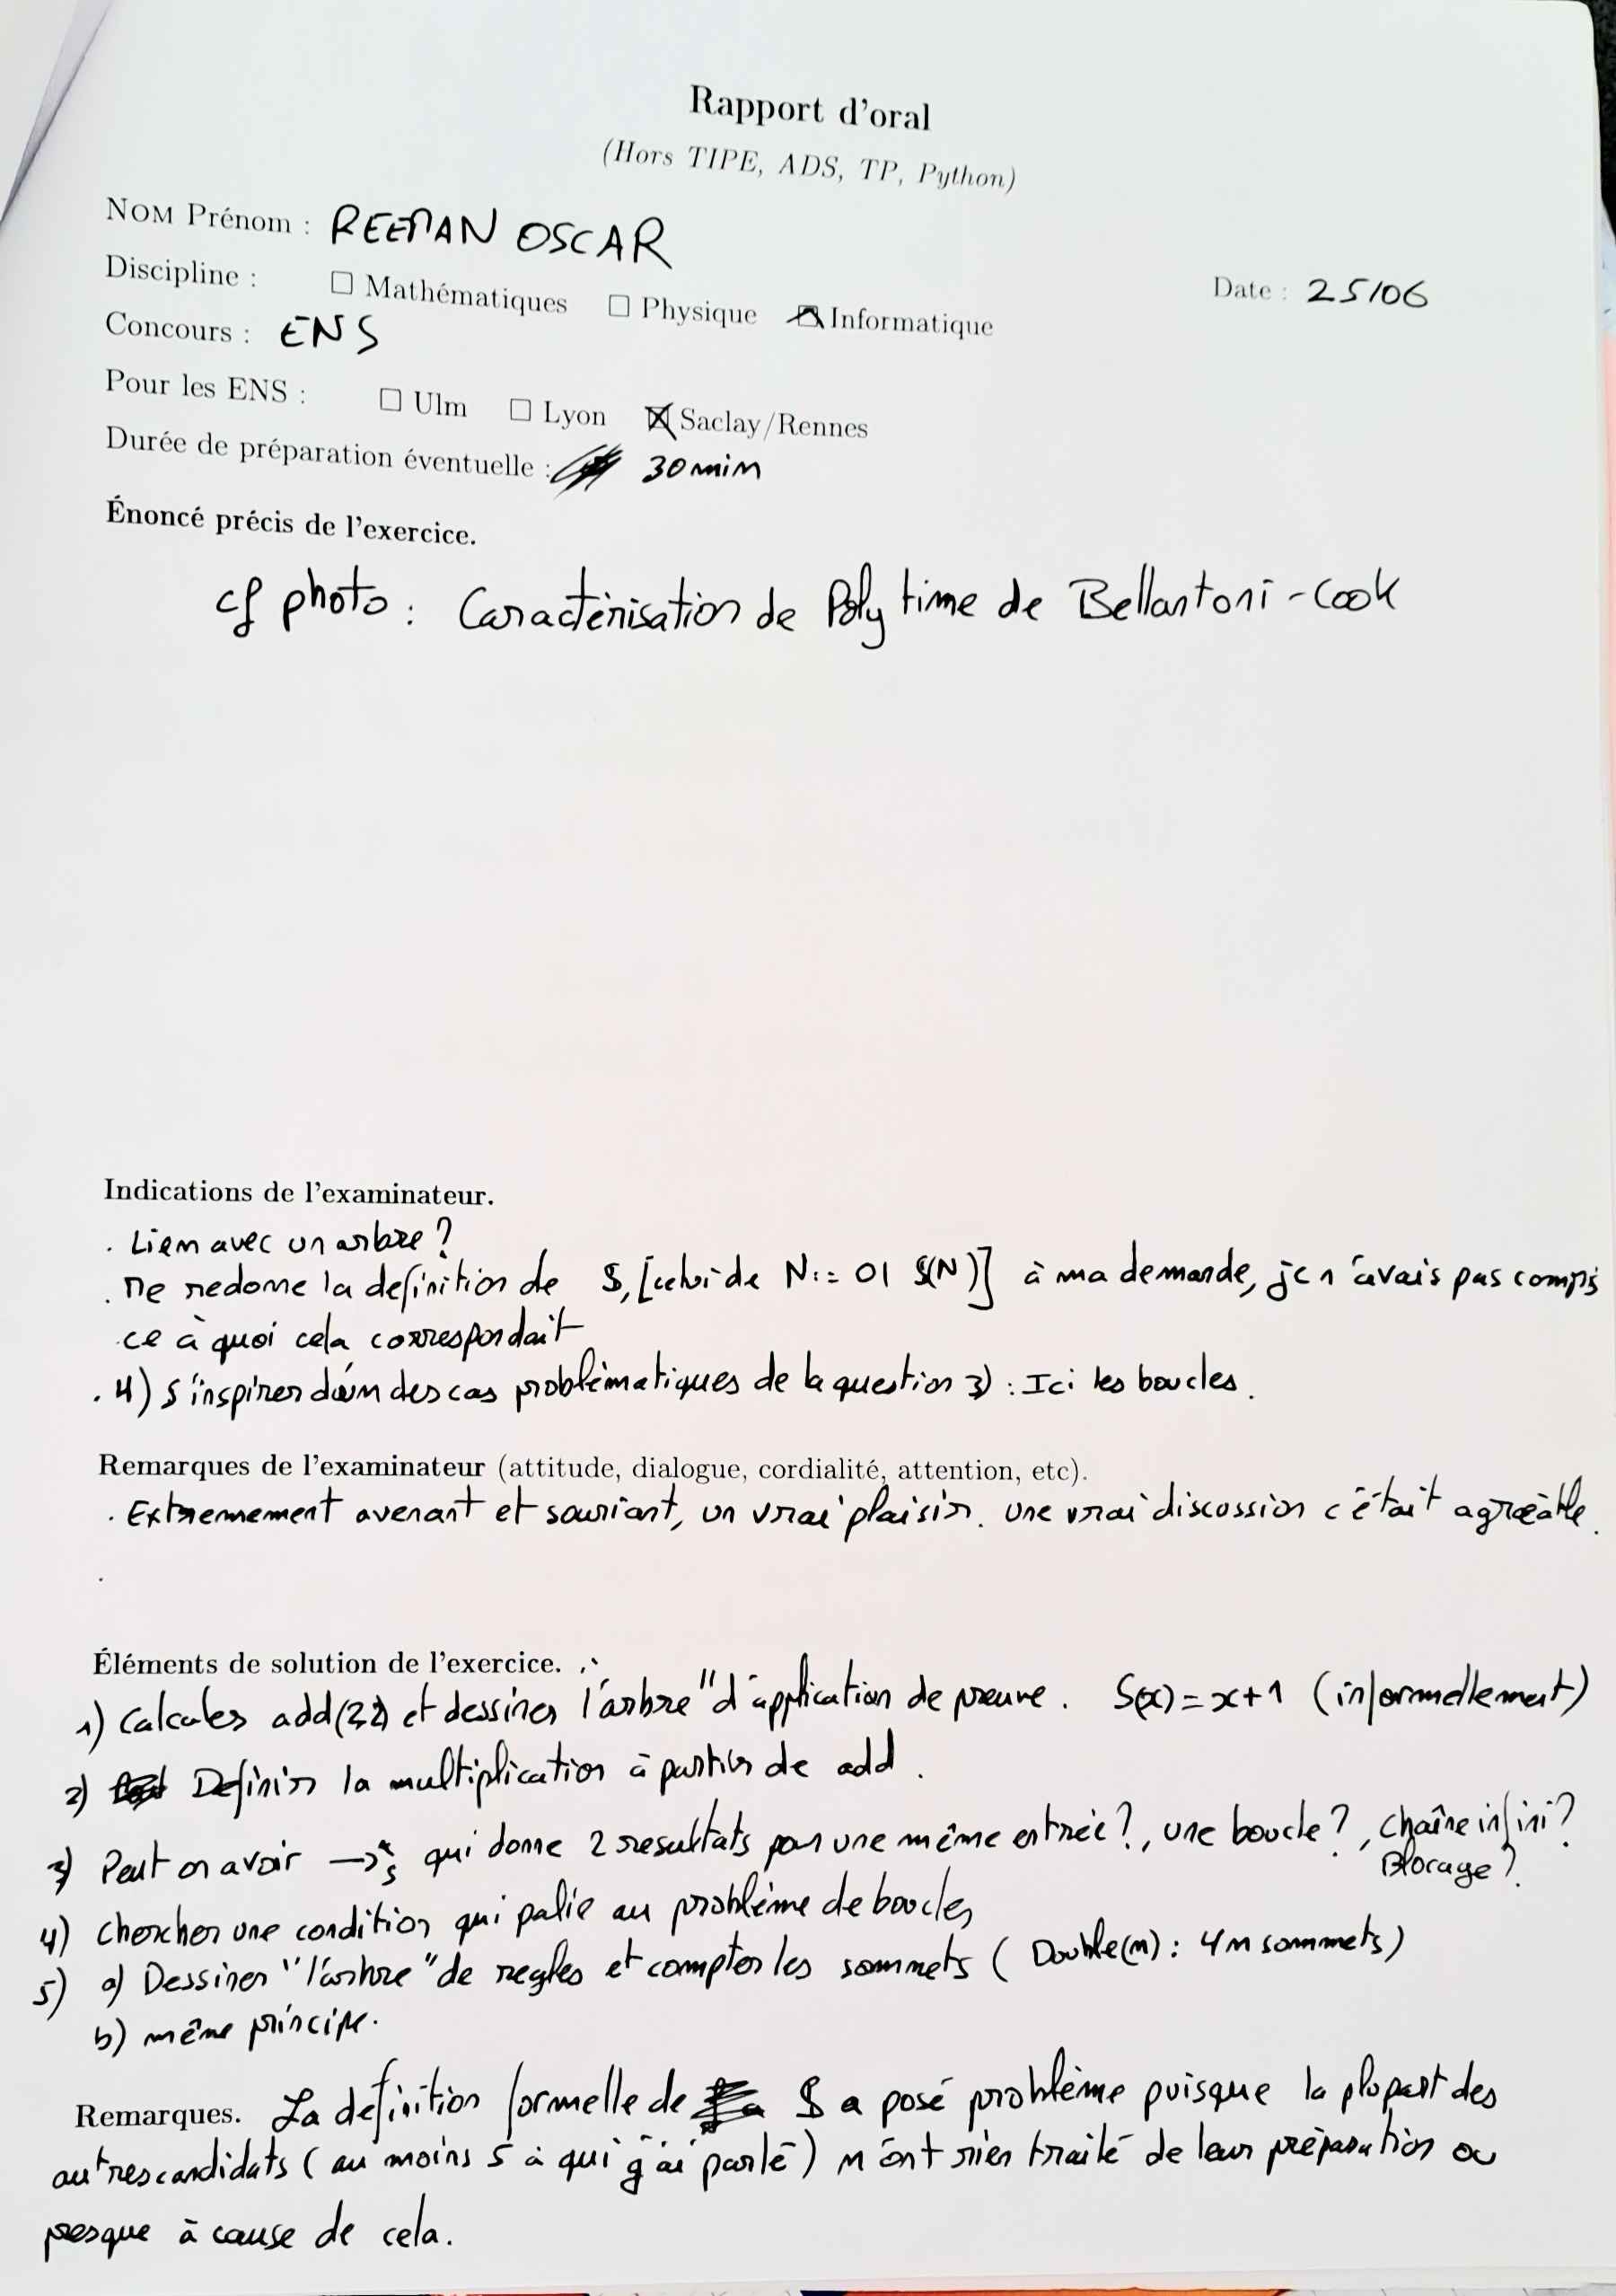 Rapport d'oral
(Hors TIPE, ADS, TP, Python)
NOM Prénom : REEMAN OSCAR
Discipline : Mathématiques Physique Informatique
Date : 25/06
Concours : ENS
Pour les ENS : Ulm Lyon Saclay/Rennes
Durée de préparation éventuelle : 30 min
Énoncé précis de l'exercice.
cf photo : Caractérisation de Poly time de Bellantoni-Cook
Indications de l'examinateur.
. Lien avec un arbre ?
. Me redonne la definition de S, [celui de N := 0 | S(N)] à ma demande, je n'avais pas compris
ce à quoi cela correspondait
. 4) s'inspirer d'un des cas problématiques de la question 3) : Ici les boucles.
Remarques de l'examinateur (attitude, dialogue, cordialité, attention, etc).
. Extremement avenant et souriant, un vrai plaisir. Une vrai discussion c'était agréable.
.
Éléments de solution de l'exercice.
1) Calculer add(2,2) et dessiner l'arbre "d'application de preuve. S(x) = x+1 (informellement)
2) Definir la multiplication à partir de add.
3) Peut on avoir →*s qui donne 2 resultats pour une même entrée ?, une boucle ?, Chaîne infini ?
Blocage ?
4) Chercher une condition qui palie au problème de boucles
5) a) Dessiner "l'arbre" de regles et compter les sommets ( Double(n) : 4n sommets)
b) même principe.
Remarques. La definition formelle de S a posé problème puisque la plupart des
autres candidats ( au moins 5 à qui j'ai parlé) n'ont rien traité de leur préparation ou
presque à cause de cela.